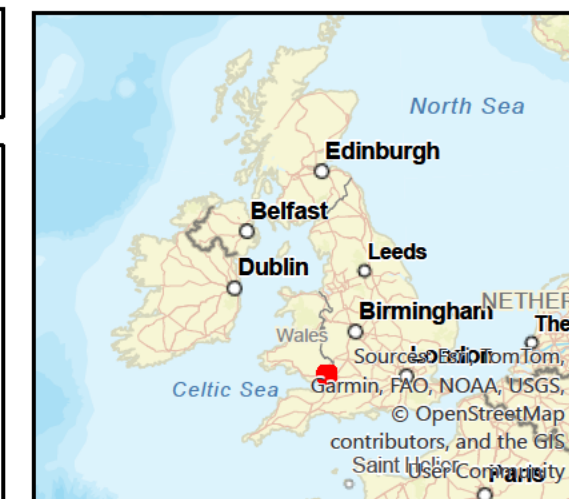 North Sea
Edinburgh
Belfast
Leeds
Dublin
Birmingham
NETHER
The
Wales
London
Sources: Esri, TomTom,
Garmin, FAO, NOAA, USGS,
Celtic Sea
© OpenStreetMap
contributors, and the GIS
Saint Helier
User Community
Paris